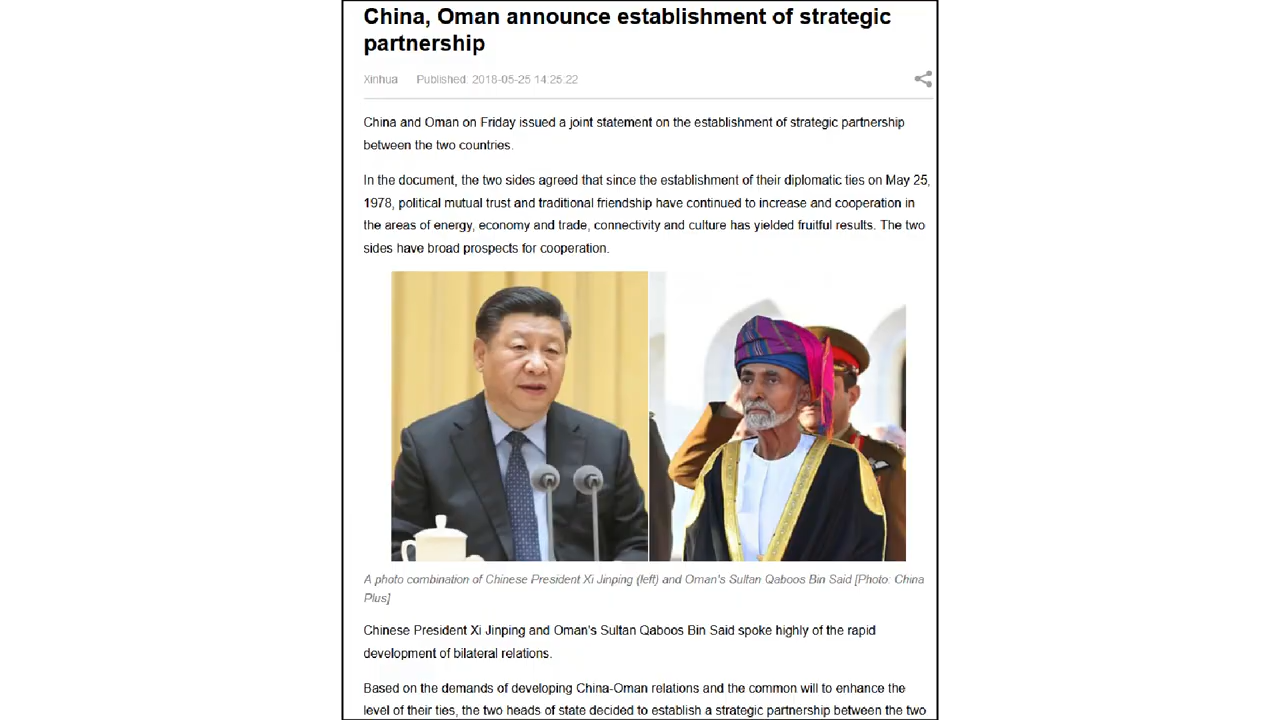 China, Oman announce establishment of strategic
partnership
Xinhua Published: 2018-05-25 14:25:22
China and Oman on Friday issued a joint statement on the establishment of strategic partnership
between the two countries.
In the document, the two sides agreed that since the establishment of their diplomatic ties on May 25,
1978, political mutual trust and traditional friendship have continued to increase and cooperation in
the areas of energy, economy and trade, connectivity and culture has yielded fruitful results. The two
sides have broad prospects for cooperation.
A photo combination of Chinese President Xi Jinping (left) and Oman's Sultan Qaboos Bin Said [Photo: China
Plus]
Chinese President Xi Jinping and Oman's Sultan Qaboos Bin Said spoke highly of the rapid
development of bilateral relations.
Based on the demands of developing China-Oman relations and the common will to enhance the
level of their ties, the two heads of state decided to establish a strategic partnership between the two